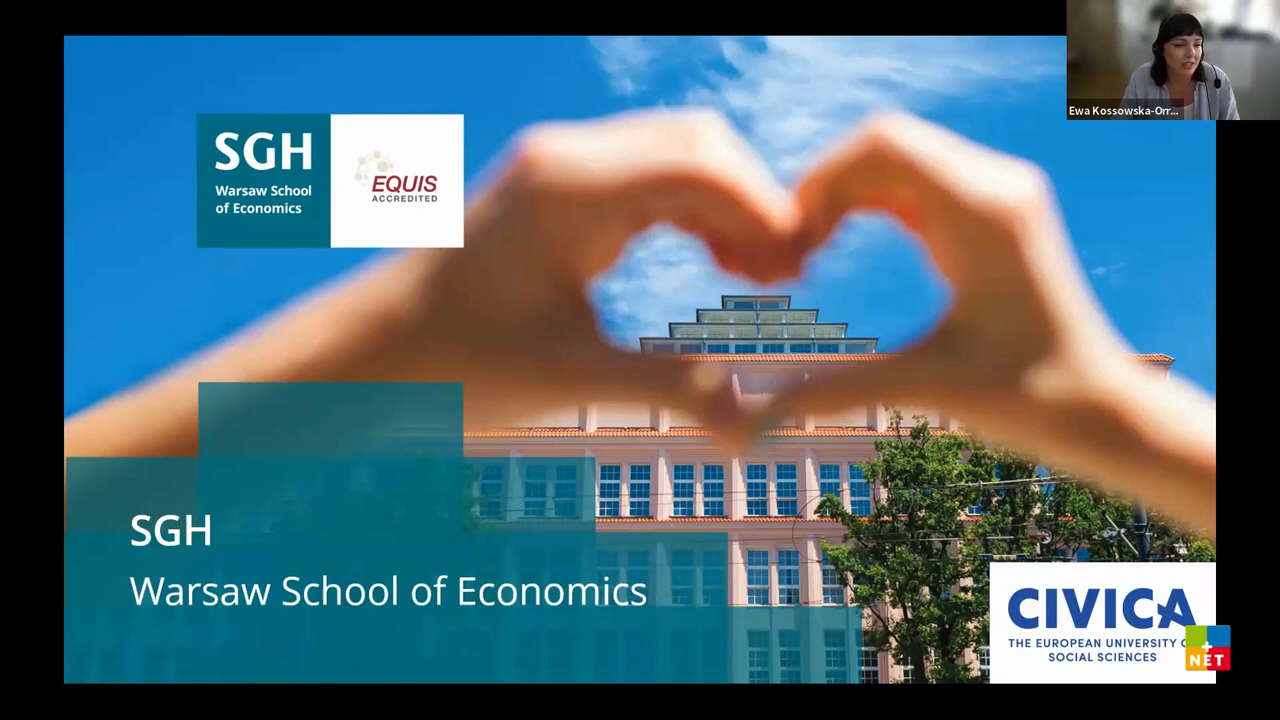 Ewa Kossowska-Orr...
SGH
Warsaw School
of Economics
EQUIS
ACCREDITED
SGH
Warsaw School of Economics
CIVICA
THE EUROPEAN UNIVERSITY
SOCIAL SCIENCES
+
NET